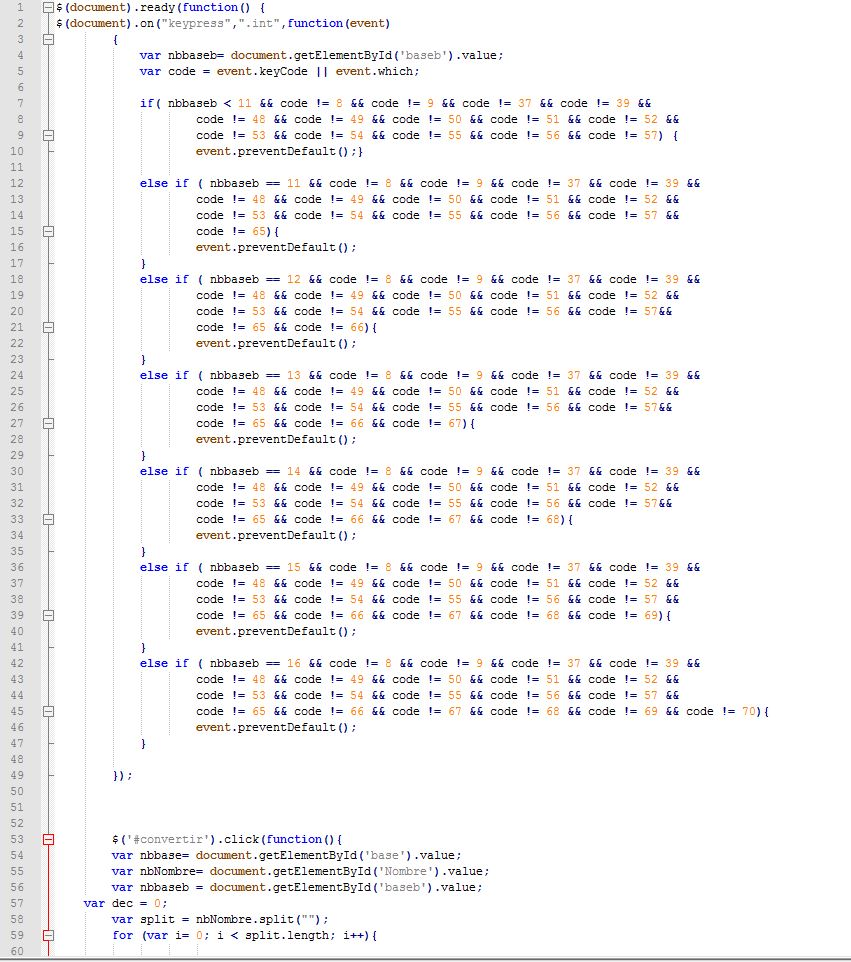 1 $(document).ready(function() {
2 $(document).on("keypress",".int",function(event)
3 {
4 var nbbaseb= document.getElementById('baseb').value;
5 var code = event.keyCode || event.which;
6
7 if( nbbaseb < 11 && code != 8 && code != 9 && code != 37 && code != 39 &&
8 code != 48 && code != 49 && code != 50 && code != 51 && code != 52 &&
9 code != 53 && code != 54 && code != 55 && code != 56 && code != 57) {
10 event.preventDefault();}
11
12 else if ( nbbaseb == 11 && code != 8 && code != 9 && code != 37 && code != 39 &&
13 code != 48 && code != 49 && code != 50 && code != 51 && code != 52 &&
14 code != 53 && code != 54 && code != 55 && code != 56 && code != 57 &&
15 code != 65){
16 event.preventDefault();
17 }
18 else if ( nbbaseb == 12 && code != 8 && code != 9 && code != 37 && code != 39 &&
19 code != 48 && code != 49 && code != 50 && code != 51 && code != 52 &&
20 code != 53 && code != 54 && code != 55 && code != 56 && code != 57&&
21 code != 65 && code != 66){
22 event.preventDefault();
23 }
24 else if ( nbbaseb == 13 && code != 8 && code != 9 && code != 37 && code != 39 &&
25 code != 48 && code != 49 && code != 50 && code != 51 && code != 52 &&
26 code != 53 && code != 54 && code != 55 && code != 56 && code != 57&&
27 code != 65 && code != 66 && code != 67){
28 event.preventDefault();
29 }
30 else if ( nbbaseb == 14 && code != 8 && code != 9 && code != 37 && code != 39 &&
31 code != 48 && code != 49 && code != 50 && code != 51 && code != 52 &&
32 code != 53 && code != 54 && code != 55 && code != 56 && code != 57&&
33 code != 65 && code != 66 && code != 67 && code != 68){
34 event.preventDefault();
35 }
36 else if ( nbbaseb == 15 && code != 8 && code != 9 && code != 37 && code != 39 &&
37 code != 48 && code != 49 && code != 50 && code != 51 && code != 52 &&
38 code != 53 && code != 54 && code != 55 && code != 56 && code != 57 &&
39 code != 65 && code != 66 && code != 67 && code != 68 && code != 69){
40 event.preventDefault();
41 }
42 else if ( nbbaseb == 16 && code != 8 && code != 9 && code != 37 && code != 39 &&
43 code != 48 && code != 49 && code != 50 && code != 51 && code != 52 &&
44 code != 53 && code != 54 && code != 55 && code != 56 && code != 57 &&
45 code != 65 && code != 66 && code != 67 && code != 68 && code != 69 && code != 70){
46 event.preventDefault();
47 }
48
49 });
50
51
52
53 $('#convertir').click(function(){
54 var nbbase= document.getElementById('base').value;
55 var nbNombre= document.getElementById('Nombre').value;
56 var nbbaseb = document.getElementById('baseb').value;
57 var dec = 0;
58 var split = nbNombre.split("");
59 for (var i= 0; i < split.length; i++){
60